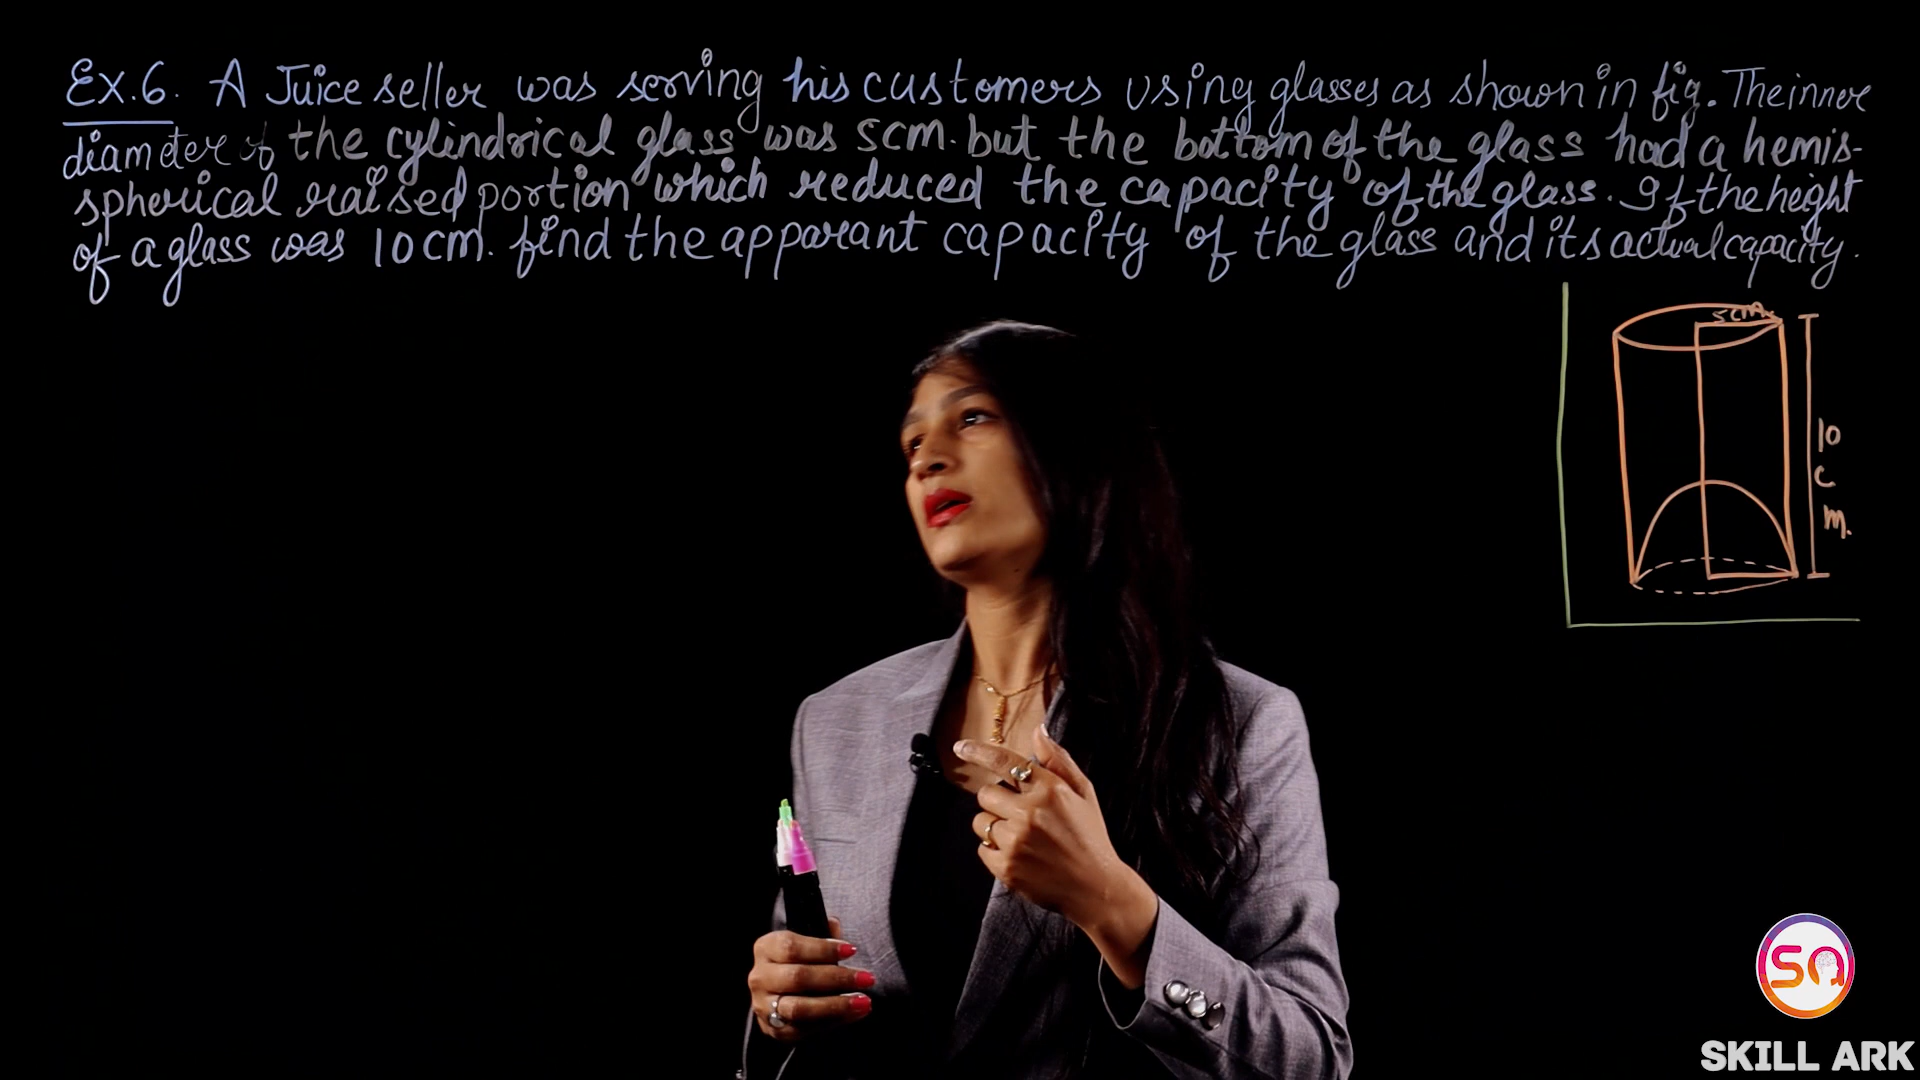 Ex.6. A Juice seller was serving his customers using glasses as shown in fig. The inner
diameter of the cylindrical glass was 5cm. but the bottom of the glass had a hemis-
spherical raised portion which reduced the capacity of the glass. If the height
of a glass was 10 cm. find the apparant capacity of the glass and its actual capacity.
5cm.
10
C
m.
SA
SKILL ARK